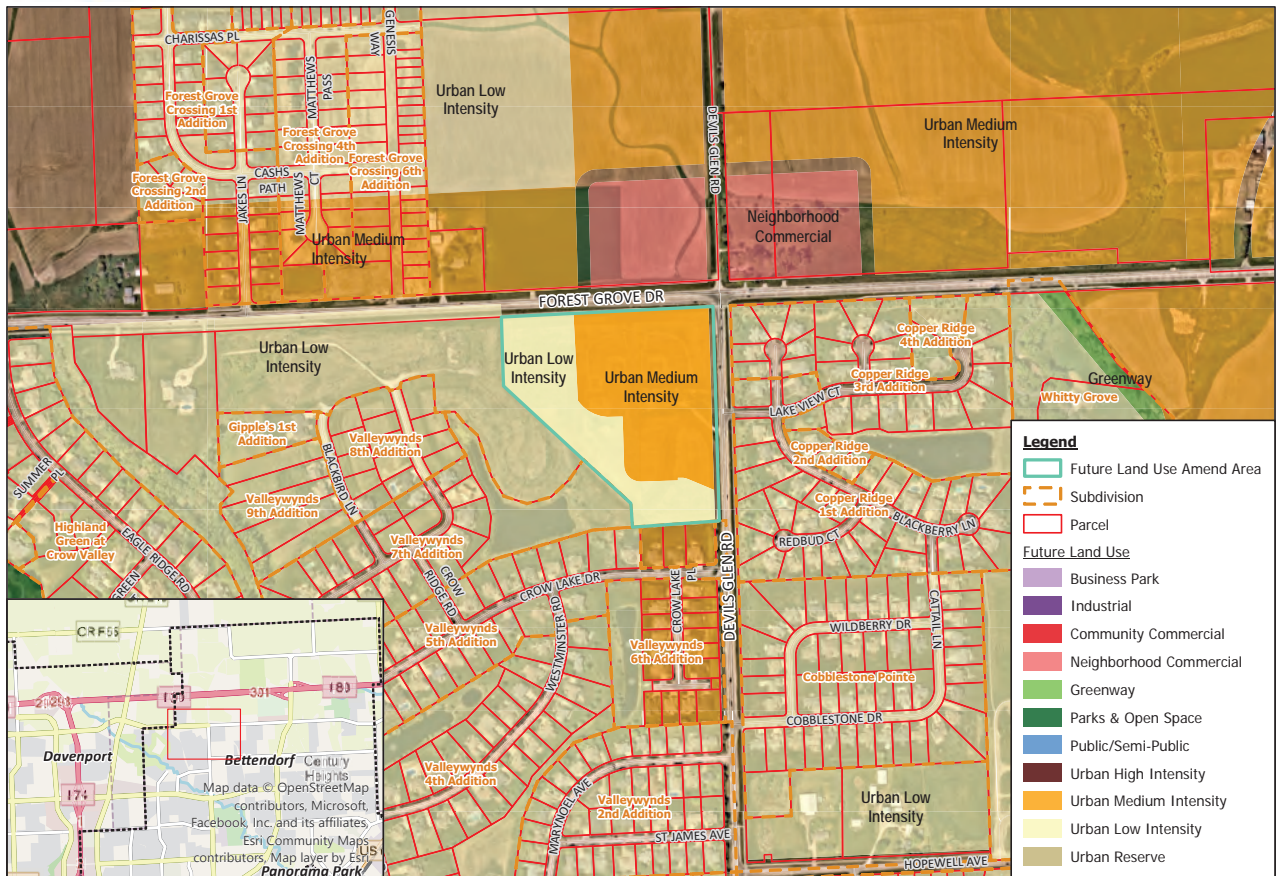 CHARISSAS PL
GENESIS
WAY
MATTHEWS
PASS
Forest Grove
Crossing 1st
Addition
Forest Grove
Crossing 4th
Addition
Forest Grove
Crossing 6th
Addition
Forest Grove
Crossing 2nd
Addition
CASHS
PATH
JAKES LN
MATTHEWS
CT
Urban Medium
Intensity
Urban Low
Intensity
DEVILS GLEN RD
Urban Medium
Intensity
Neighborhood
Commercial
FOREST GROVE DR
Urban Low
Intensity
Urban Low
Intensity
Urban Medium
Intensity
Copper Ridge
4th Addition
Copper Ridge
3rd Addition
LAKE VIEW CT
Copper Ridge
2nd Addition
Copper Ridge
1st Addition
BLACKBERRY LN
REDBUD CT
Greenway
Whitty Grove
Gipple's 1st
Addition
Valleywynds
8th Addition
BLACKBIRD LN
Valleywynds
9th Addition
Valleywynds
7th Addition
SUMMER
PL
Highland
Green at
Crow Valley
EAGLE RIDGE RD
GREEN
CROW
RIDGE RD
CROW LAKE DR
CROW LAKE
PL
DEVILS GLEN RD
WESTMINSTER RD
Valleywynds
5th Addition
Valleywynds
6th Addition
CATTAIL LN
WILDBERRY DR
Cobblestone Pointe
COBBLESTONE DR
Valleywynds
4th Addition
MARYNOEL AVE
Valleywynds
2nd Addition
ST JAMES AVE
Urban Low
Intensity
HOPEWELL AVE
CR F55
Davenport
Bettendorf
Century
Heights
174
Map data © OpenStreetMap
contributors, Microsoft,
Facebook, Inc. and its affiliates,
Esri Community Maps
contributors, Map layer by Esri
US
Panorama Park
Legend
Future Land Use Amend Area
Subdivision
Parcel
Future Land Use
Business Park
Industrial
Community Commercial
Neighborhood Commercial
Greenway
Parks & Open Space
Public/Semi-Public
Urban High Intensity
Urban Medium Intensity
Urban Low Intensity
Urban Reserve